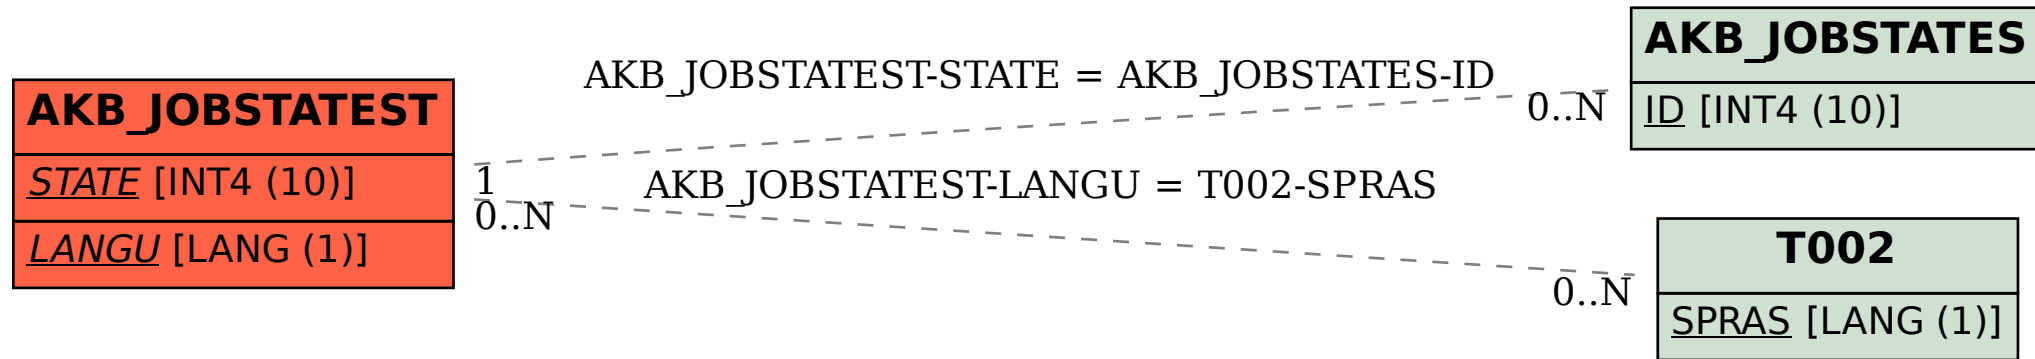 AKB_JOBSTATEST
STATE [INT4 (10)]
LANGU [LANG (1)]
AKB_JOBSTATEST-STATE = AKB_JOBSTATES-ID
1
0..N
AKB_JOBSTATEST-LANGU = T002-SPRAS
0..N
0..N
AKB_JOBSTATES
ID [INT4 (10)]
T002
SPRAS [LANG (1)]